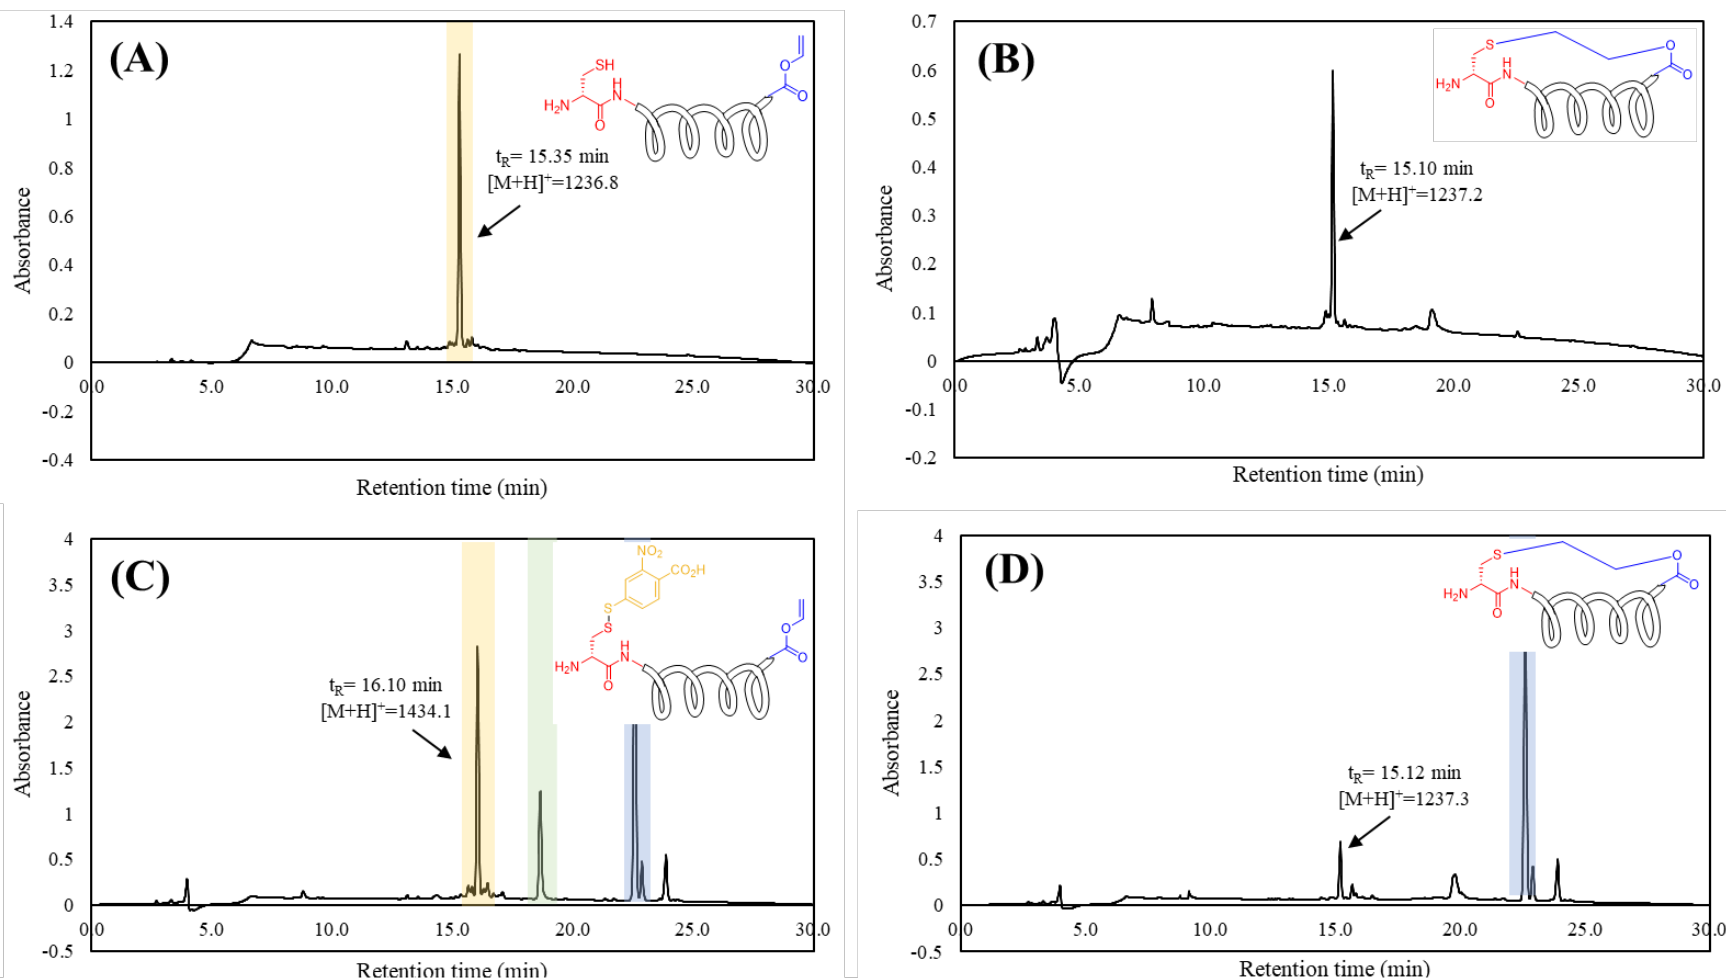 (A)
1.4
1.2
1
0.8
0.6
0.4
0.2
0
-0.2
-0.4
Absorbance
SH
H₂N
O
H
N
O
O
tR= 15.35 min
[M+H]+=1236.8
0.0 5.0 10.0 15.0 20.0 25.0 30.0
Retention time (min)
(B)
0.7
0.6
0.5
0.4
0.3
0.2
0.1
0
-0.1
-0.2
Absorbance
S
H₂N
O
H
N
O
O
tR= 15.10 min
[M+H]+=1237.2
0.0 5.0 10.0 15.0 20.0 25.0 30.0
Retention time (min)
(C)
4
3.5
3
2.5
2
1.5
1
0.5
0
-0.5
Absorbance
NO₂
CO₂H
S
S
H₂N
O
H
N
O
O
tR= 16.10 min
[M+H]+=1434.1
0.0 5.0 10.0 15.0 20.0 25.0 30.0
Retention time (min)
(D)
4
3.5
3
2.5
2
1.5
1
0.5
0
-0.5
Absorbance
S
H₂N
O
H
N
O
O
tR= 15.12 min
[M+H]+=1237.3
0.0 5.0 10.0 15.0 20.0 25.0 30.0
Retention time (min)